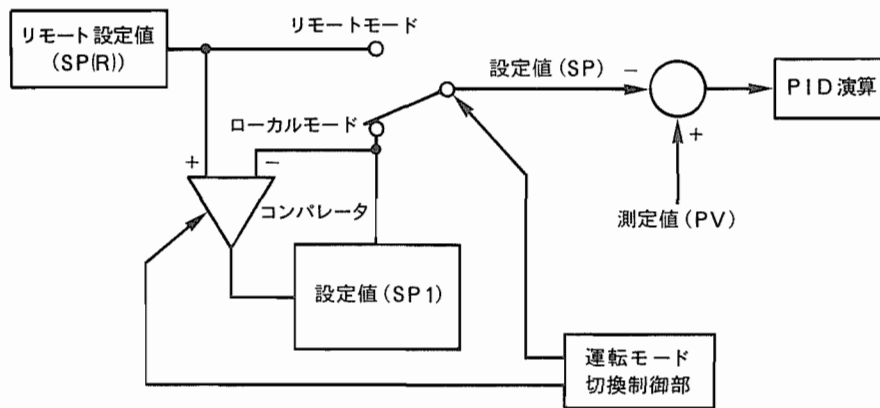 リモートモード
リモート設定値
(SP(R))
設定値(SP)
−
PID演算
ローカルモード
+
−
+
コンパレータ
測定値(PV)
設定値(SP1)
運転モード
切換制御部